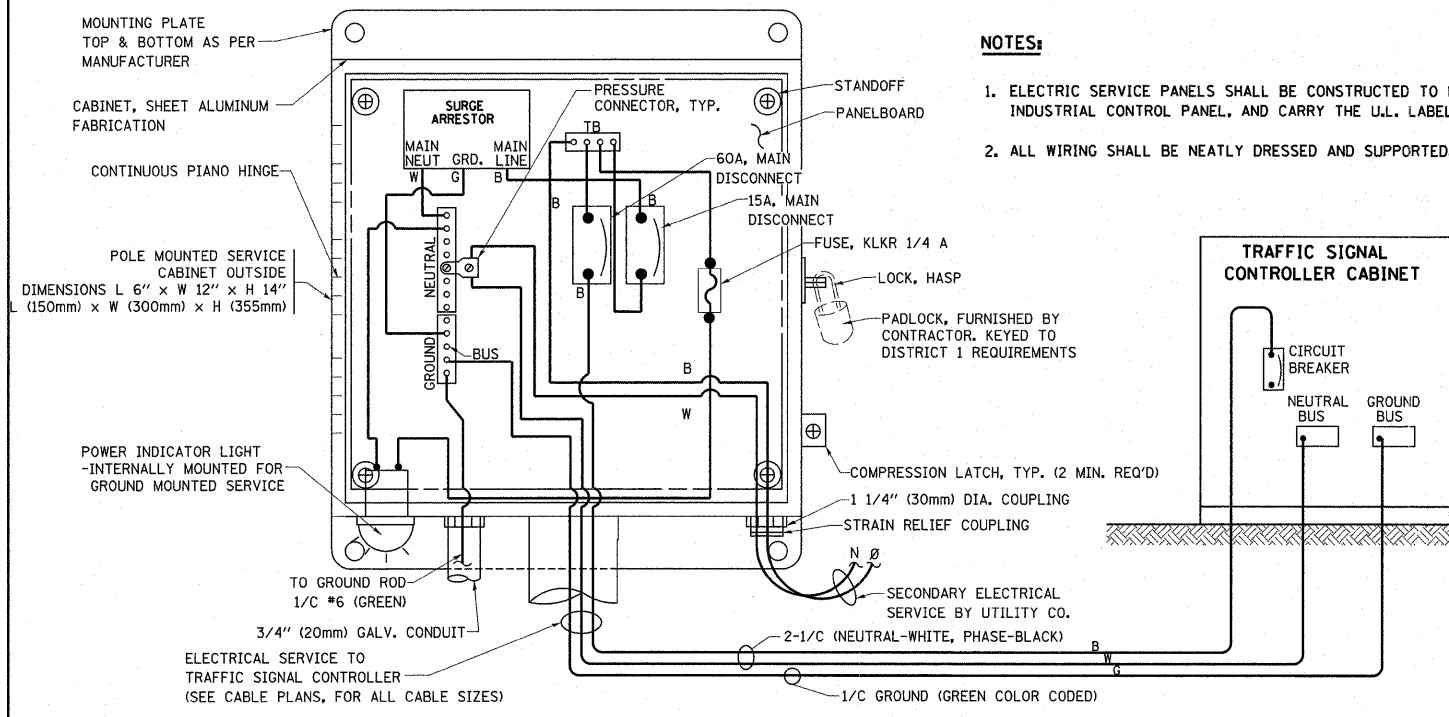 MOUNTING PLATE
TOP & BOTTOM AS PER
MANUFACTURER
CABINET, SHEET ALUMINUM
FABRICATION
CONTINUOUS PIANO HINGE
POLE MOUNTED SERVICE
CABINET OUTSIDE
DIMENSIONS L 6" x W 12" x H 14"
L (150mm) x W (300mm) x H (355mm)
POWER INDICATOR LIGHT
-INTERNALLY MOUNTED FOR
GROUND MOUNTED SERVICE
SURGE
ARRESTOR
MAIN
NEUT
GRD.
MAIN
LINE
W
G
B
PRESSURE
CONNECTOR, TYP.
TB
60A, MAIN
DISCONNECT
15A, MAIN
DISCONNECT
B
B
B
NEUTRAL
GROUND
BUS
B
W
STANDOFF
PANELBOARD
FUSE, KLKR 1/4 A
LOCK, HASP
PADLOCK, FURNISHED BY
CONTRACTOR. KEYED TO
DISTRICT 1 REQUIREMENTS
COMPRESSION LATCH, TYP. (2 MIN. REQ'D)
1 1/4" (30mm) DIA. COUPLING
STRAIN RELIEF COUPLING
N Ø
SECONDARY ELECTRICAL
SERVICE BY UTILITY CO.
TO GROUND ROD
1/C #6 (GREEN)
3/4" (20mm) GALV. CONDUIT
ELECTRICAL SERVICE TO
TRAFFIC SIGNAL CONTROLLER
(SEE CABLE PLANS, FOR ALL CABLE SIZES)
2-1/C (NEUTRAL-WHITE, PHASE-BLACK)
B
W
G
1/C GROUND (GREEN COLOR CODED)
NOTES:
1. ELECTRIC SERVICE PANELS SHALL BE CONSTRUCTED TO
INDUSTRIAL CONTROL PANEL, AND CARRY THE U.L. LABEL
2. ALL WIRING SHALL BE NEATLY DRESSED AND SUPPORTED.
TRAFFIC SIGNAL
CONTROLLER CABINET
CIRCUIT
BREAKER
NEUTRAL
BUS
GROUND
BUS